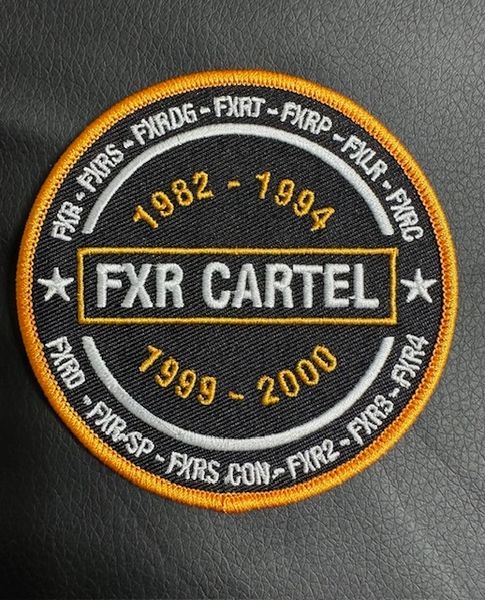 FXR - FXRS - FXRDG - FXRT - FXRP - FXLR - FXRC
1982 - 1994
FXR CARTEL
1999 - 2000
FXRD - FXR-SP - FXRS.CON - FXR2 - FXR3 - FXR4